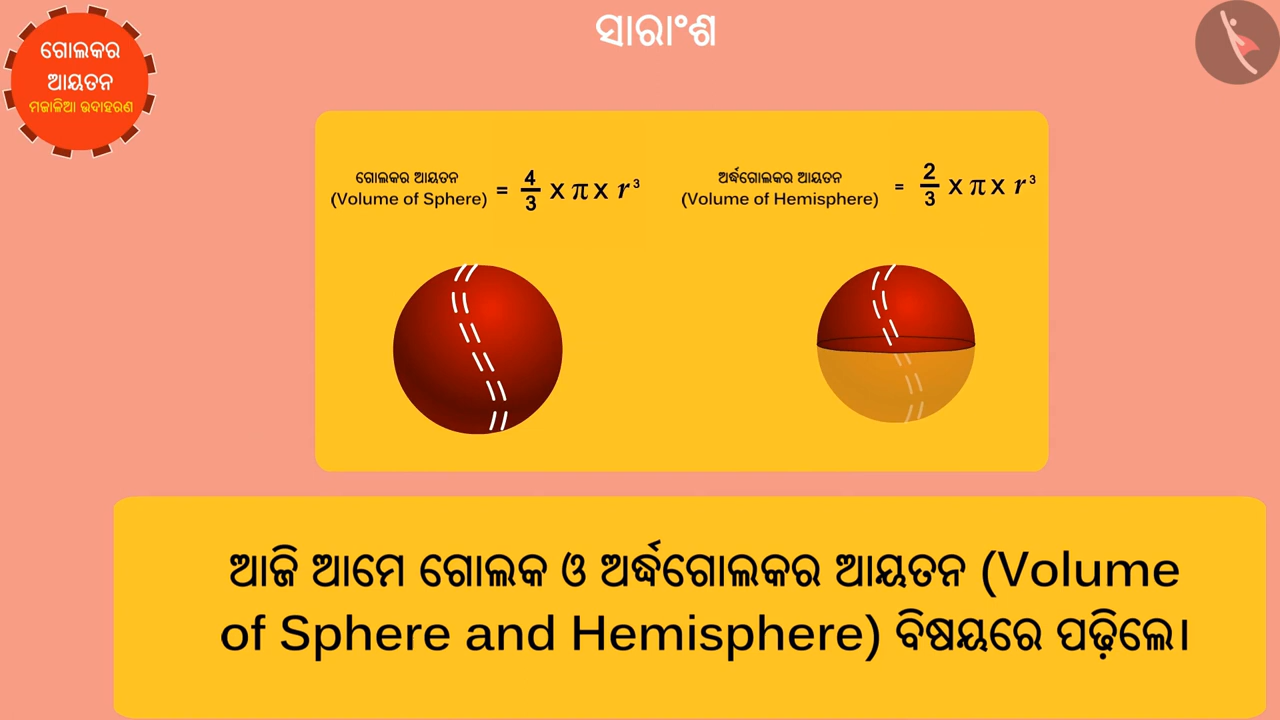 ସାରାଂଶ
ଗୋଲକର
ଆୟତନ
ମଜାଳିଆ ଉଦାହରଣ
ଗୋଲକର ଆୟତନ
(Volume of Sphere) = 4/3 x π x r³
ଅର୍ଦ୍ଧଗୋଲକର ଆୟତନ
(Volume of Hemisphere) = 2/3 x π x r³
ଆଜି ଆମେ ଗୋଲକ ଓ ଅର୍ଦ୍ଧଗୋଲକର ଆୟତନ (Volume
of Sphere and Hemisphere) ବିଷୟରେ ପଢ଼ିଲେ।